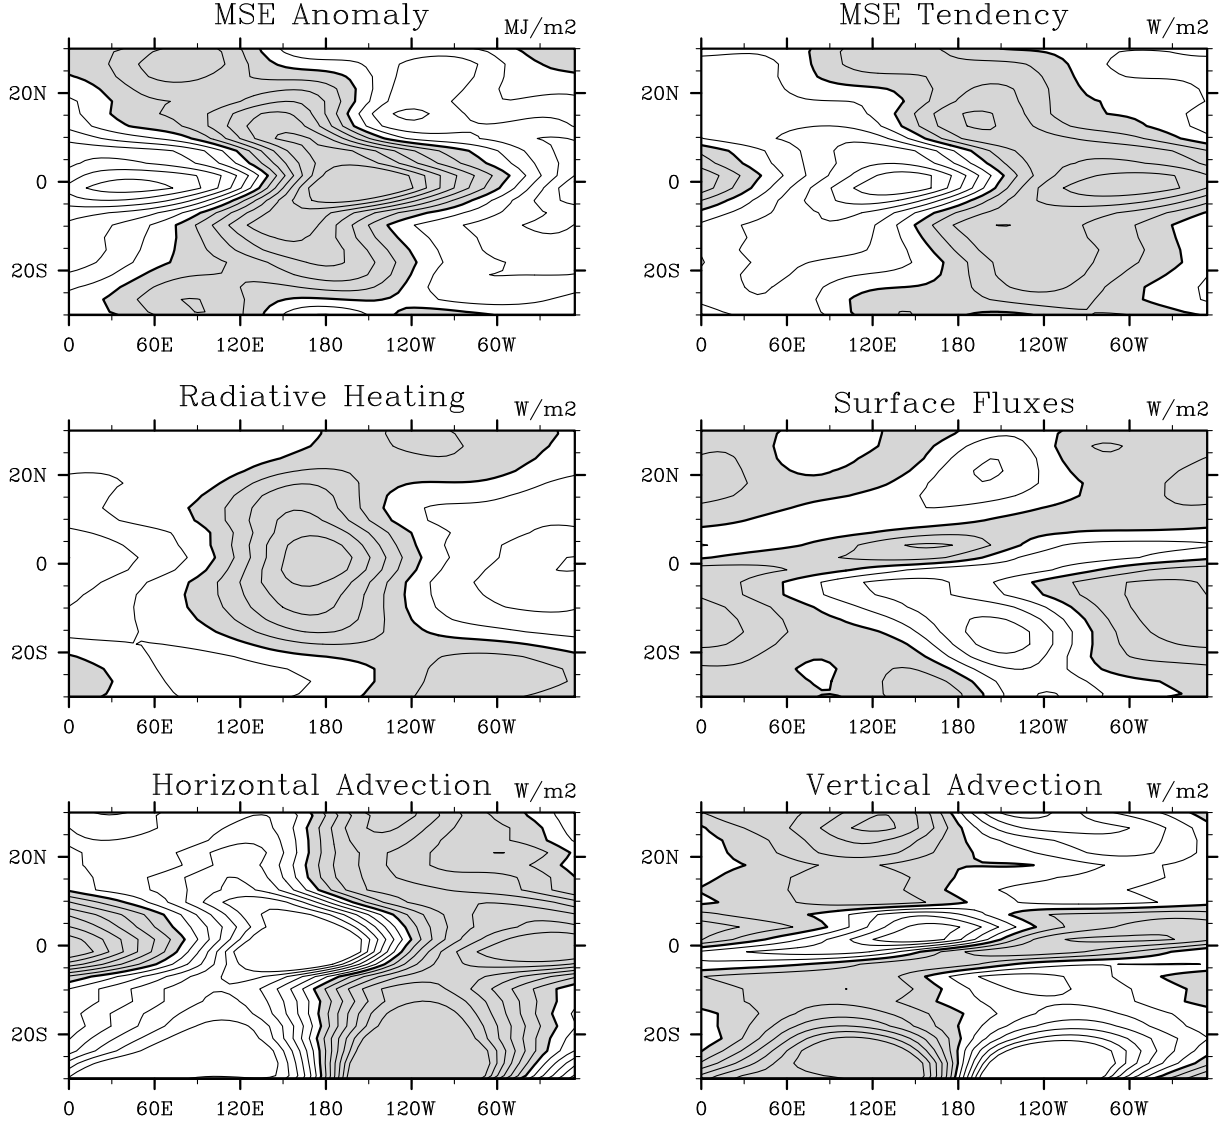 MSE Anomaly MJ/m2 MSE Tendency W/m2
20N 20N
0 0
20S 20S
0 60E 120E 180 120W 60W 0 60E 120E 180 120W 60W
Radiative Heating W/m2 Surface Fluxes W/m2
20N 20N
0 0
20S 20S
0 60E 120E 180 120W 60W 0 60E 120E 180 120W 60W
Horizontal Advection W/m2 Vertical Advection W/m2
20N 20N
0 0
20S 20S
0 60E 120E 180 120W 60W 0 60E 120E 180 120W 60W